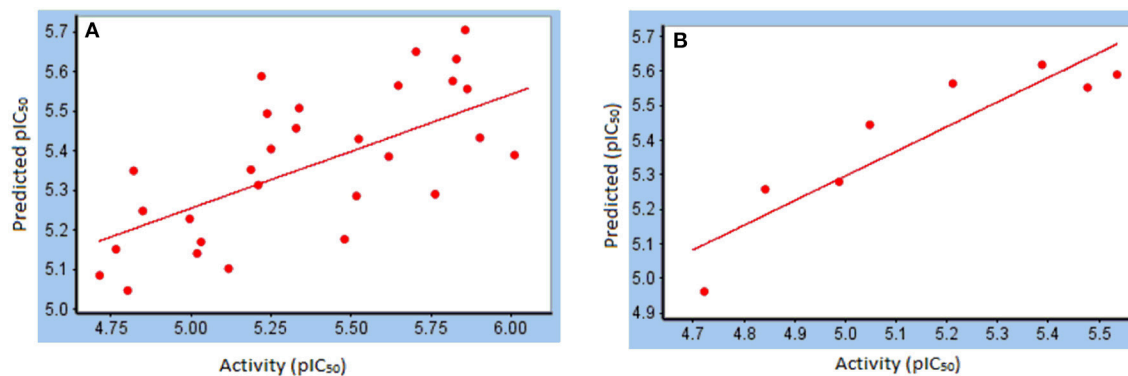 A
Predicted pIC₅₀
5.7
5.6
5.5
5.4
5.3
5.2
5.1
5.0
4.75 5.00 5.25 5.50 5.75 6.00
Activity (pIC₅₀)
B
Predicted (pIC₅₀)
5.7
5.6
5.5
5.4
5.3
5.2
5.1
5.0
4.9
4.7 4.8 4.9 5.0 5.1 5.2 5.3 5.4 5.5
Activity (pIC₅₀)